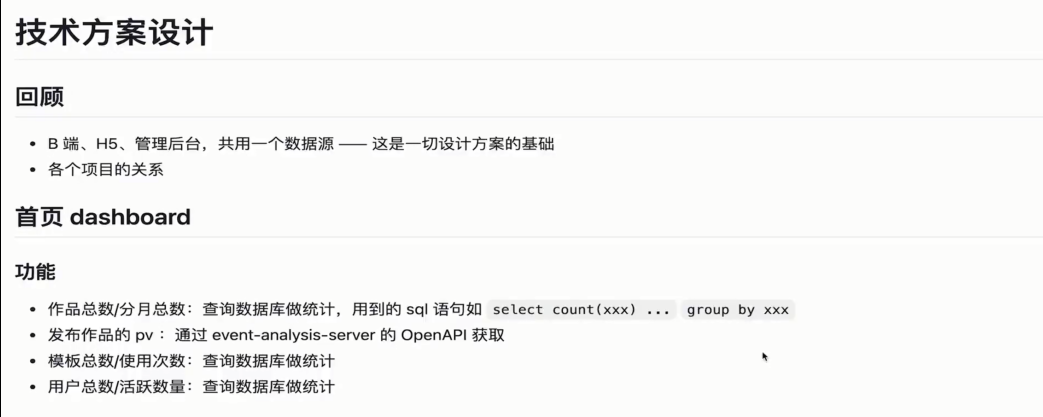 技术方案设计
回顾
• B 端、H5、管理后台，共用一个数据源 —— 这是一切设计方案的基础
• 各个项目的关系
首页 dashboard
功能
• 作品总数/分月总数：查询数据库做统计，用到的 sql 语句如 select count(xxx) ... group by xxx
• 发布作品的 pv ：通过 event-analysis-server 的 OpenAPI 获取
• 模板总数/使用次数：查询数据库做统计
• 用户总数/活跃数量：查询数据库做统计